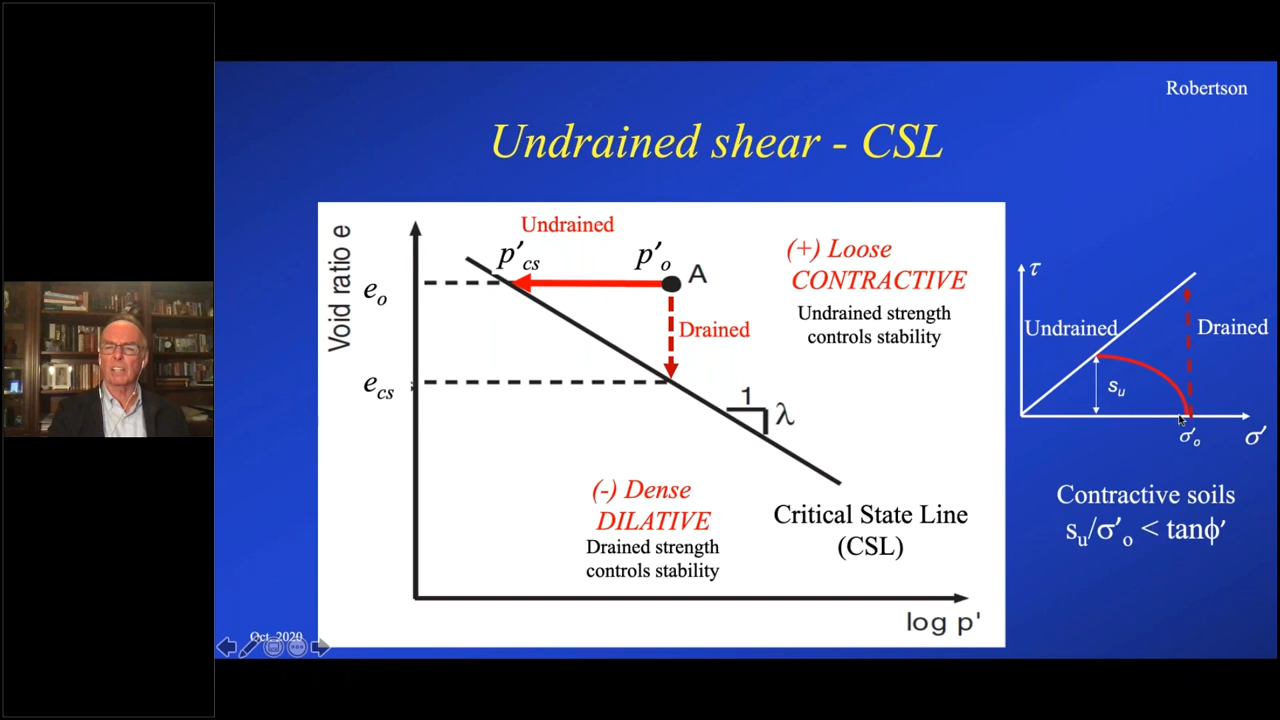 Robertson
Undrained shear - CSL
Void ratio e
Undrained
p'cs
p'o
A
eo
Drained
ecs
1
λ
(+) Loose
CONTRACTIVE
Undrained strength
controls stability
(-) Dense
DILATIVE
Drained strength
controls stability
Critical State Line
(CSL)
log p'
τ
Undrained
Drained
su
σ'o
σ'
Contractive soils
su/σ'o < tanϕ'
Oct. 2020